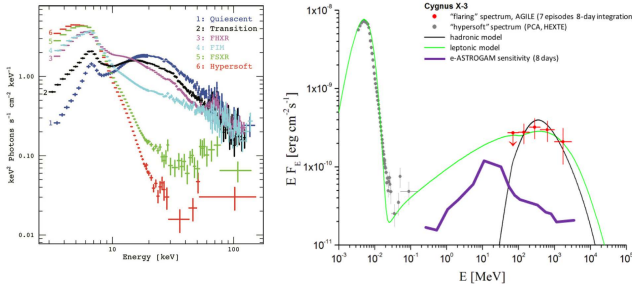 1: Quiescent
2: Transition
3: FHXR
4: FIM
5: FSXR
6: Hypersoft
6
5
4
3
2
1
keV² Photons s⁻¹ cm⁻² keV⁻¹
1.00
0.10
0.01
10
100
Energy [keV]
Cygnus X-3
"flaring" spectrum, AGILE (7 episodes 8-day integration)
"hypersoft" spectrum (PCA, HEXTE)
hadronic model
leptonic model
e-ASTROGAM sensitivity (8 days)
E F_E [erg cm⁻² s⁻¹]
10⁻⁸
10⁻⁹
10⁻¹⁰
10⁻¹¹
10⁻³ 10⁻² 10⁻¹ 10⁰ 10¹ 10² 10³ 10⁴ 10⁵
E [MeV]